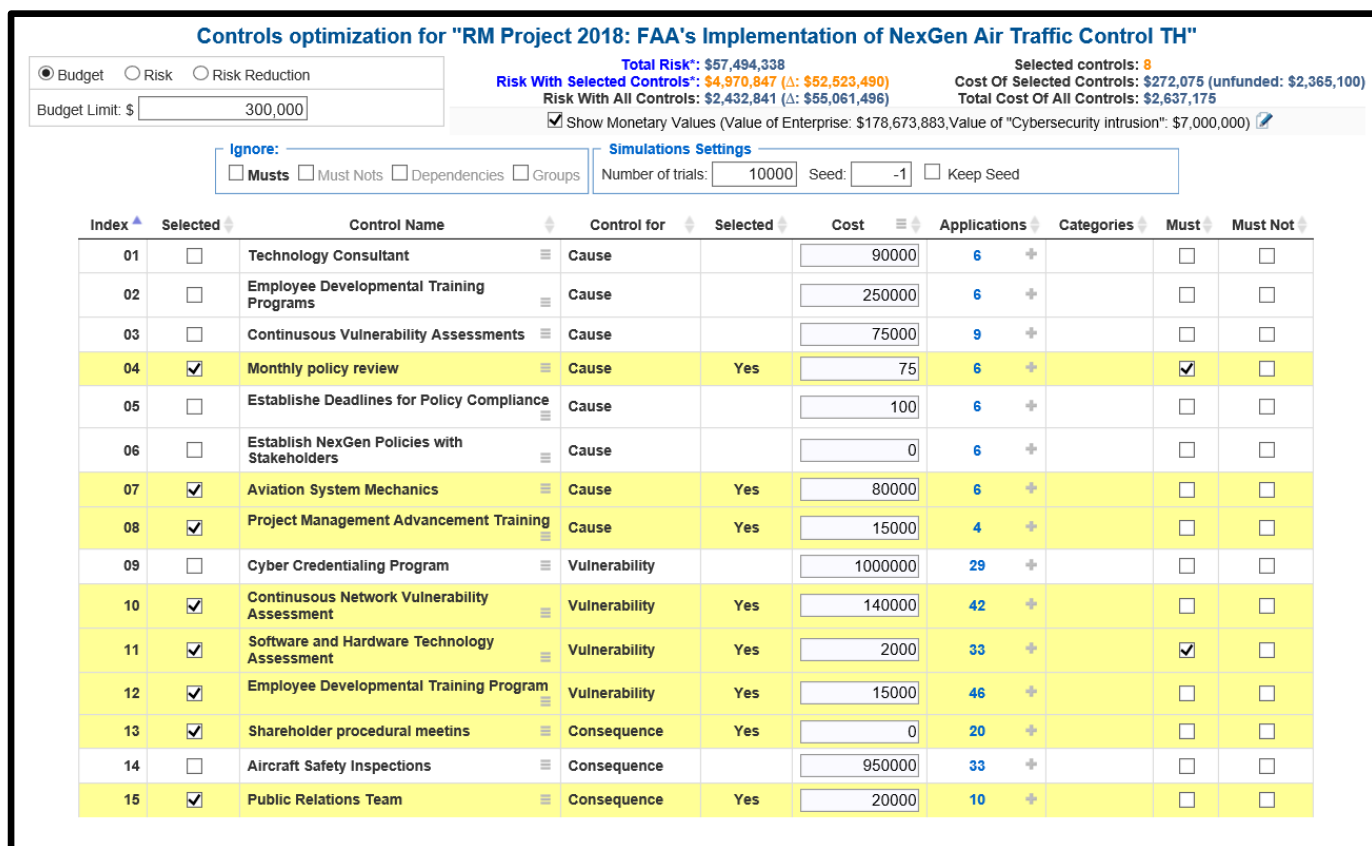 Controls optimization for "RM Project 2018: FAA's Implementation of NexGen Air Traffic Control TH"
Budget Risk Risk Reduction
Budget Limit: $ 300,000
Total Risk*: $57,494,338
Risk With Selected Controls*: $4,970,847 (Δ: $52,523,490)
Risk With All Controls: $2,432,841 (Δ: $55,061,496)
Selected controls: 8
Cost Of Selected Controls: $272,075 (unfunded: $2,365,100)
Total Cost Of All Controls: $2,637,175
Show Monetary Values (Value of Enterprise: $178,673,883,Value of "Cybersecurity intrusion": $7,000,000)
Ignore:
Musts Must Nots Dependencies Groups
Simulations Settings
Number of trials: 10000 Seed: -1 Keep Seed
Index Selected Control Name Control for Selected Cost Applications Categories Must Must Not
01 Technology Consultant Cause 90000 6
02 Employee Developmental Training
Programs Cause 250000 6
03 Continusous Vulnerability Assessments Cause 75000 9
04 Monthly policy review Cause Yes 75 6
05 Establishe Deadlines for Policy Compliance Cause 100 6
06 Establish NexGen Policies with
Stakeholders Cause 0 6
07 Aviation System Mechanics Cause Yes 80000 6
08 Project Management Advancement Training Cause Yes 15000 4
09 Cyber Credentialing Program Vulnerability 1000000 29
10 Continusous Network Vulnerability
Assessment Vulnerability Yes 140000 42
11 Software and Hardware Technology
Assessment Vulnerability Yes 2000 33
12 Employee Developmental Training Program Vulnerability Yes 15000 46
13 Shareholder procedural meetins Consequence Yes 0 20
14 Aircraft Safety Inspections Consequence 950000 33
15 Public Relations Team Consequence Yes 20000 10